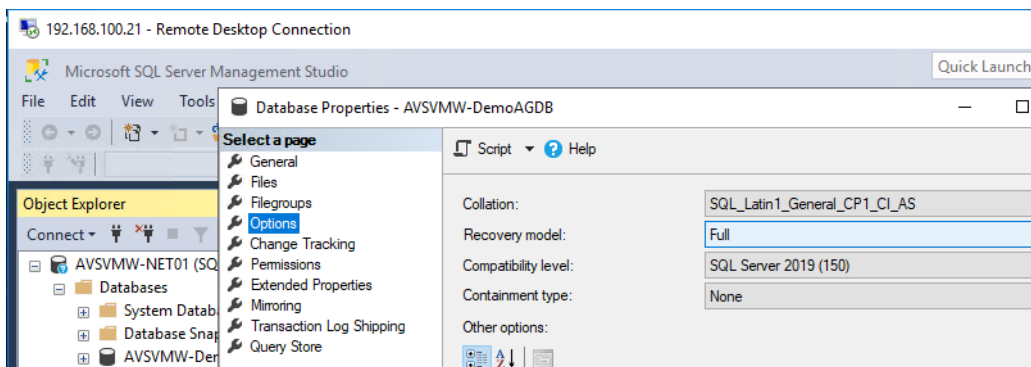 192.168.100.21 - Remote Desktop Connection
Microsoft SQL Server Management Studio
Quick Launch
File Edit View Tools
Database Properties - AVSVMW-DemoAGDB
Select a page
General
Files
Filegroups
Options
Change Tracking
Permissions
Extended Properties
Mirroring
Transaction Log Shipping
Query Store
Script Help
Collation: SQL_Latin1_General_CP1_CI_AS
Recovery model: Full
Compatibility level: SQL Server 2019 (150)
Containment type: None
Other options:
Object Explorer
Connect
AVSVMW-NET01 (SQ
Databases
System Datab
Database Snap
AVSVMW-Der